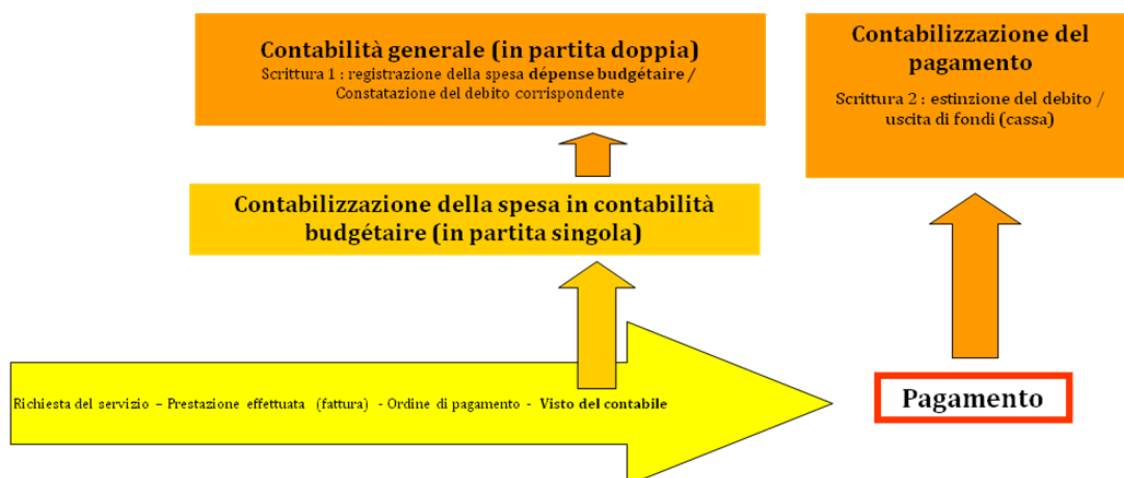 Contabilità generale (in partita doppia)
Scrittura 1 : registrazione della spesa dépense budgétaire /
Constatazione del debito corrispondente
Contabilizzazione del
pagamento
Scrittura 2 : estinzione del debito /
uscita di fondi (cassa)
Contabilizzazione della spesa in contabilità
budgétaire (in partita singola)
Richiesta del servizio – Prestazione effettuata (fattura) - Ordine di pagamento - Visto del contabile
Pagamento